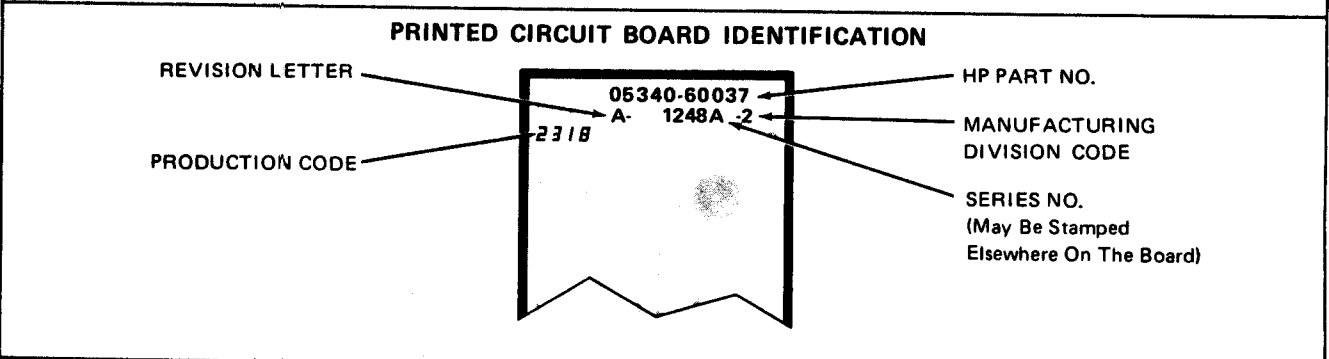 PRINTED CIRCUIT BOARD IDENTIFICATION
REVISION LETTER
HP PART NO.
05340-60037
A- 1248A -2
MANUFACTURING
DIVISION CODE
2318
PRODUCTION CODE
SERIES NO.
(May Be Stamped
Elsewhere On The Board)